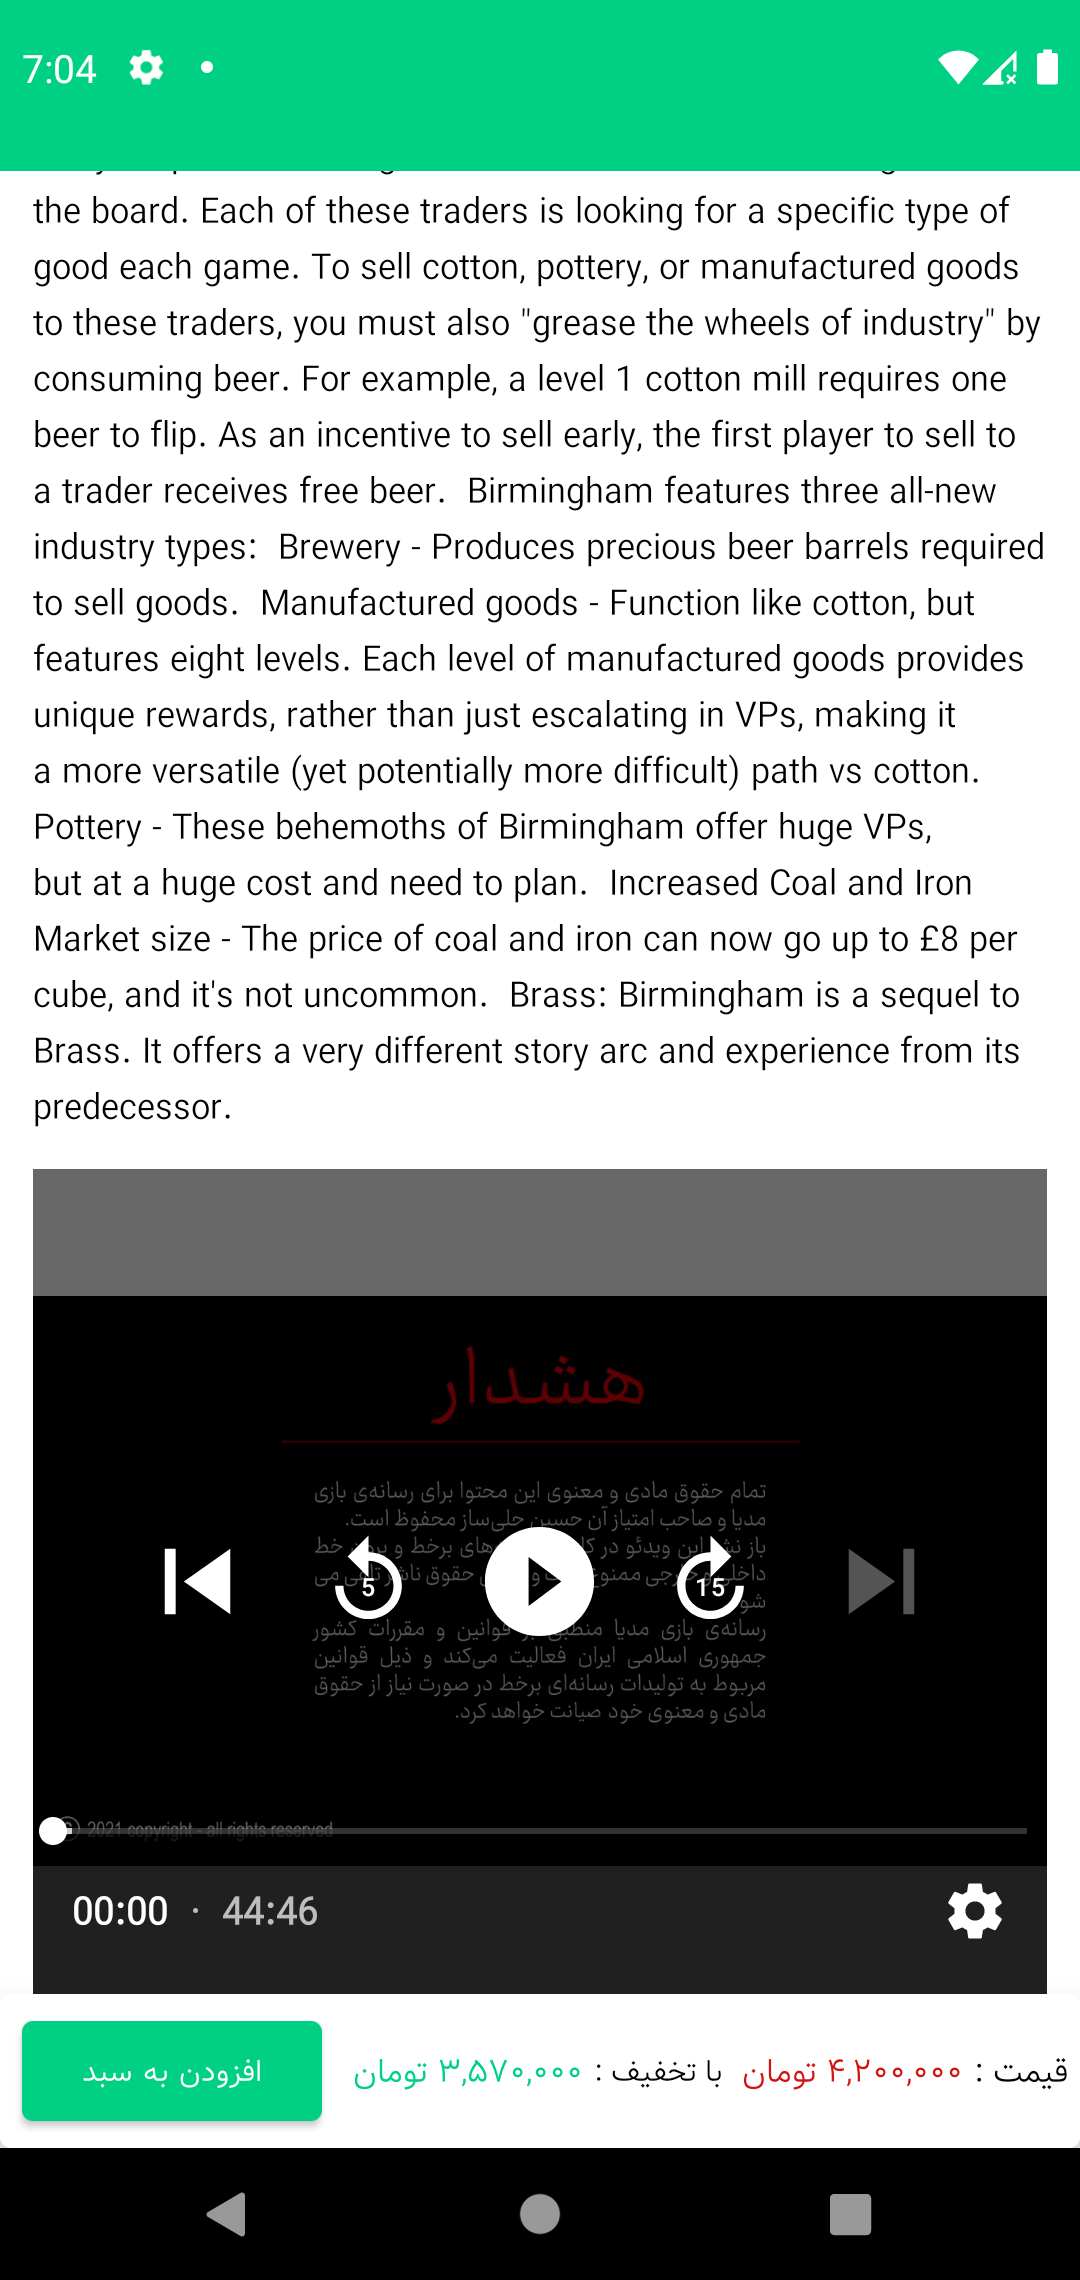 7:04
the board. Each of these traders is looking for a specific type of
good each game. To sell cotton, pottery, or manufactured goods
to these traders, you must also "grease the wheels of industry" by
consuming beer. For example, a level 1 cotton mill requires one
beer to flip. As an incentive to sell early, the first player to sell to
a trader receives free beer.  Birmingham features three all-new
industry types:  Brewery - Produces precious beer barrels required
to sell goods.  Manufactured goods - Function like cotton, but
features eight levels. Each level of manufactured goods provides
unique rewards, rather than just escalating in VPs, making it
a more versatile (yet potentially more difficult) path vs cotton.
Pottery - These behemoths of Birmingham offer huge VPs,
but at a huge cost and need to plan.  Increased Coal and Iron
Market size - The price of coal and iron can now go up to £8 per
cube, and it's not uncommon.  Brass: Birmingham is a sequel to
Brass. It offers a very different story arc and experience from its
predecessor.
هشدار
تمام حقوق مادی و معنوی این محتوا برای رسانه‌ی بازی
مدیا و صاحب امتیاز آن حسین حلی‌ساز محفوظ است.
باز نشر این ویدئو در های برخط و برون خط
داخلی و خارجی ممنوع و حقوق ناشر تلقی می
شو
رسانه‌ی بازی مدیا منطبق بر قوانین و مقررات کشور
جمهوری اسلامی ایران فعالیت می‌کند و ذیل قوانین
مربوط به تولیدات رسانه‌ای برخط در صورت نیاز از حقوق
مادی و معنوی خود صیانت خواهد کرد.
5
15
© 2021 copyright - all rights reserved
00:00 · 44:46
قیمت : ۴,۲۰۰,۰۰۰ تومان با تخفیف : ۳,۵۷۰,۰۰۰ تومان
افزودن به سبد